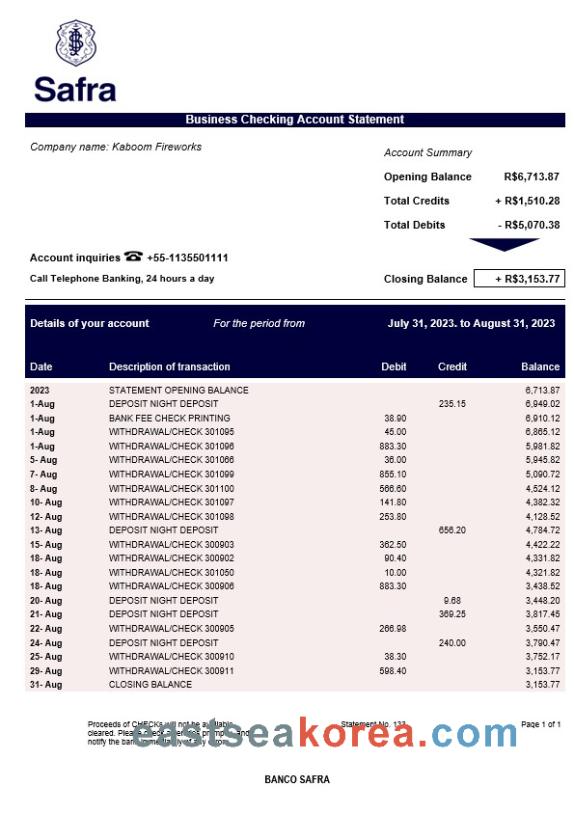 Safra
Business Checking Account Statement
Company name: Kaboom Fireworks
Account Summary
Opening Balance R$6,713.87
Total Credits + R$1,510.28
Total Debits - R$5,070.38
Account inquiries ☎ +55-1135501111
Call Telephone Banking, 24 hours a day
Closing Balance + R$3,153.77
Details of your account For the period from July 31, 2023. to August 31, 2023
Date Description of transaction Debit Credit Balance
2023 STATEMENT OPENING BALANCE 6,713.87
1-Aug DEPOSIT NIGHT DEPOSIT 235.15 6,949.02
1-Aug BANK FEE CHECK PRINTING 38.90 6,910.12
1-Aug WITHDRAWAL/CHECK 301095 45.00 6,865.12
1-Aug WITHDRAWAL/CHECK 301096 883.30 5,981.82
5- Aug WITHDRAWAL/CHECK 301066 36.00 5,945.82
7- Aug WITHDRAWAL/CHECK 301099 855.10 5,090.72
8- Aug WITHDRAWAL/CHECK 301100 566.60 4,524.12
10- Aug WITHDRAWAL/CHECK 301097 141.80 4,382.32
12- Aug WITHDRAWAL/CHECK 301098 253.80 4,128.52
13- Aug DEPOSIT NIGHT DEPOSIT 656.20 4,784.72
15- Aug WITHDRAWAL/CHECK 300903 362.50 4,422.22
18- Aug WITHDRAWAL/CHECK 300902 90.40 4,331.82
18- Aug WITHDRAWAL/CHECK 301050 10.00 4,321.82
18- Aug WITHDRAWAL/CHECK 300906 883.30 3,438.52
20- Aug DEPOSIT NIGHT DEPOSIT 9.68 3,448.20
21- Aug DEPOSIT NIGHT DEPOSIT 369.25 3,817.45
22- Aug WITHDRAWAL/CHECK 300905 266.98 3,550.47
24- Aug DEPOSIT NIGHT DEPOSIT 240.00 3,790.47
25- Aug WITHDRAWAL/CHECK 300910 38.30 3,752.17
29- Aug WITHDRAWAL/CHECK 300911 598.40 3,153.77
31- Aug CLOSING BALANCE 3,153.77
Proceeds of CHECKs will not be available Statement No. Page 1 of 1
cleared. Please check and
notify the bank immediately of any error
eastseakorea.com
BANCO SAFRA